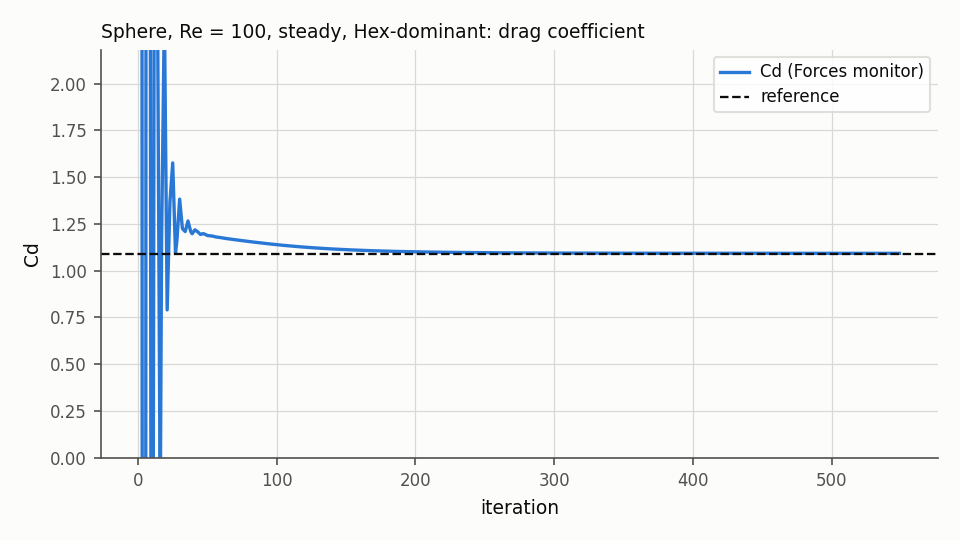 Sphere, Re = 100, steady, Hex-dominant: drag coefficient
Cd (Forces monitor)
reference
2.00
1.75
1.50
1.25
1.00
0.75
0.50
0.25
0.00
Cd
0 100 200 300 400 500
iteration